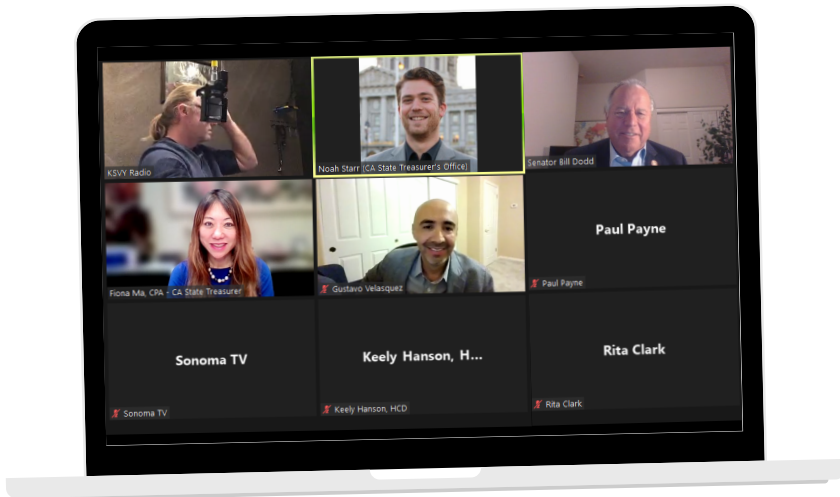 KSVY Radio
Noah Starr (CA State Treasurer's Office)
Senator Bill Dodd
Fiona Ma, CPA - CA State Treasurer
Gustavo Velasquez
Paul Payne
Paul Payne
Sonoma TV
Sonoma TV
Keely Hanson, H...
Keely Hanson, HCD
Rita Clark
Rita Clark